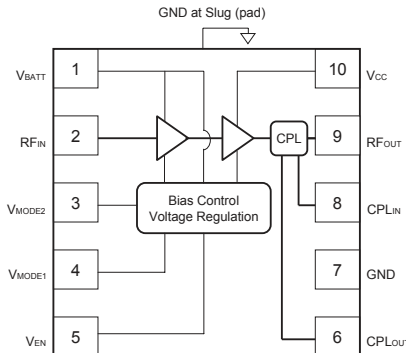 GND at Slug (pad)
VBATT 1
10 VCC
RFIN 2
CPL
9 RFOUT
VMODE2 3
Bias Control
Voltage Regulation
8 CPLIN
VMODE1 4
7 GND
VEN 5
6 CPLOUT